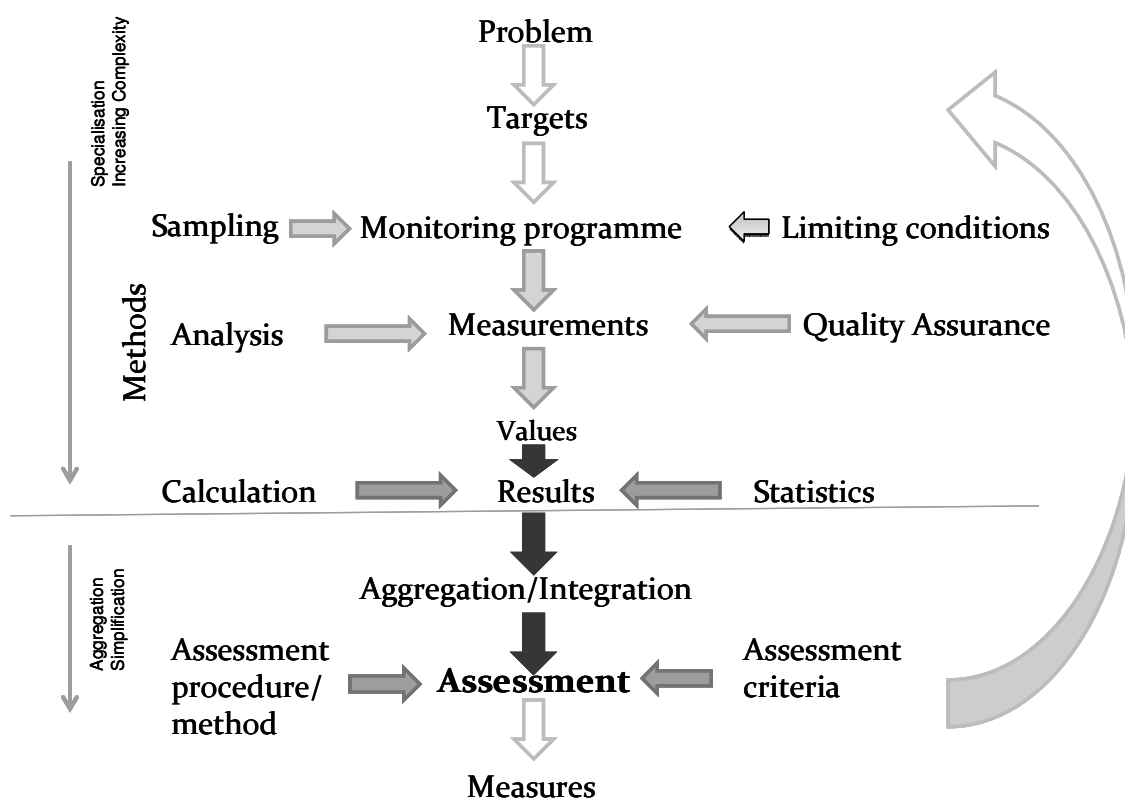 Problem
Specialisation
Increasing Complexity
Targets
Sampling
Monitoring programme
Limiting conditions
Methods
Analysis
Measurements
Quality Assurance
Values
Calculation
Results
Statistics
Aggregation/Integration
Aggregation
Simplification
Assessment
procedure/
method
Assessment
Assessment
criteria
Measures